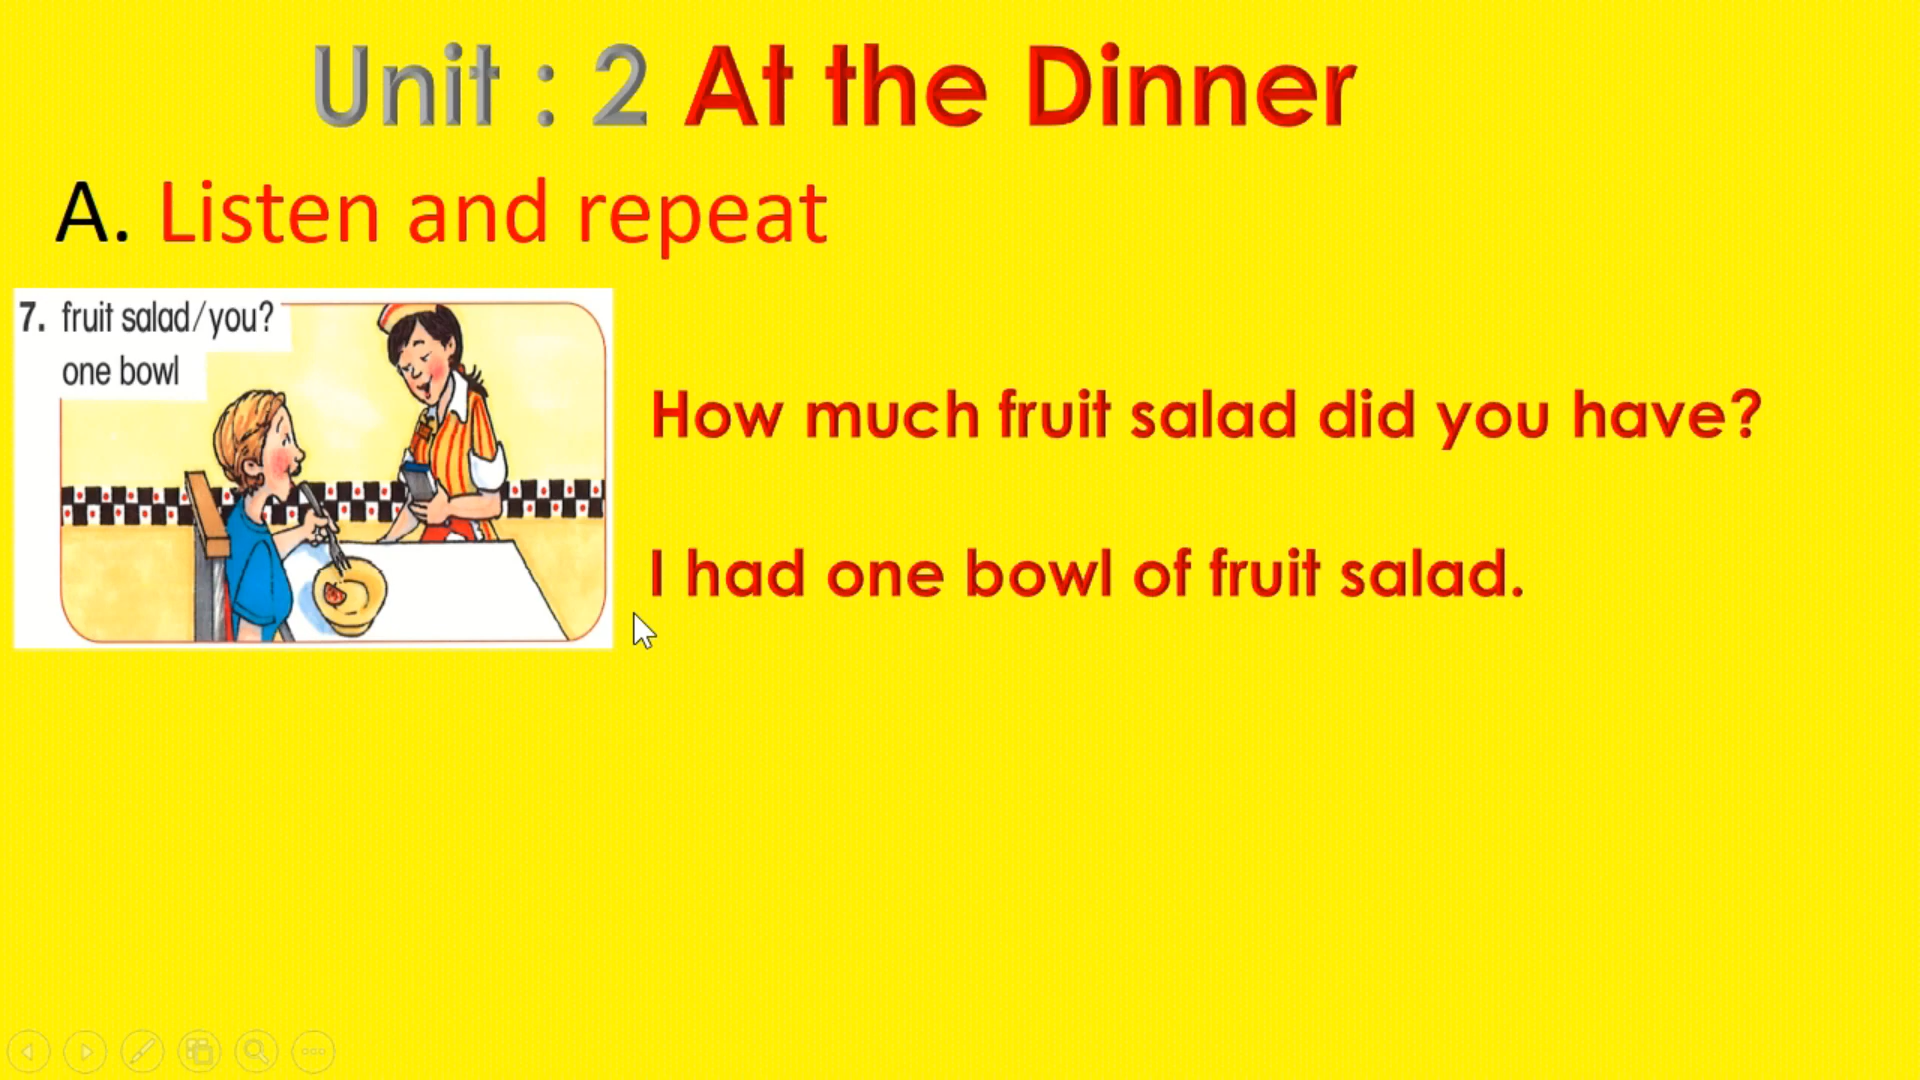 Unit : 2 At the Dinner
A. Listen and repeat
7. fruit salad/you?
one bowl
How much fruit salad did you have?
I had one bowl of fruit salad.